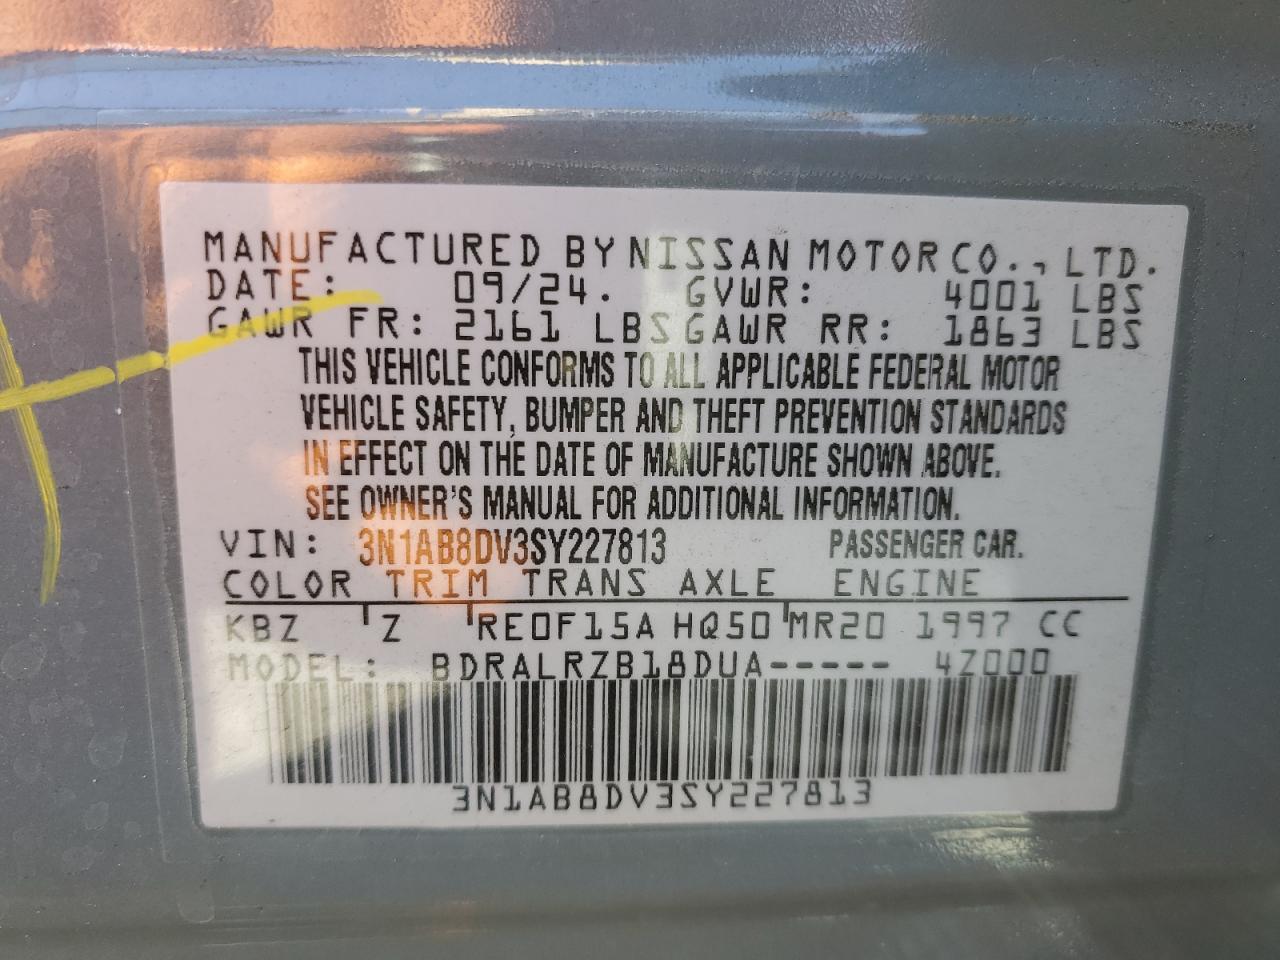 MANUFACTURED BY NISSAN MOTOR CO., LTD.
DATE: 09/24. GVWR: 4001 LBS
GAWR FR: 2161 LBS GAWR RR: 1863 LBS
THIS VEHICLE CONFORMS TO ALL APPLICABLE FEDERAL MOTOR
VEHICLE SAFETY, BUMPER AND THEFT PREVENTION STANDARDS
IN EFFECT ON THE DATE OF MANUFACTURE SHOWN ABOVE.
SEE OWNER'S MANUAL FOR ADDITIONAL INFORMATION.
VIN: 3N1AB8DV3SY227813 PASSENGER CAR.
COLOR TRIM TRANS AXLE ENGINE
KBZ Z RE0F15A HQ50 MR20 1997 CC
MODEL: BDRALRZB18DUA----- 4Z000
3N1AB8DV3SY227813